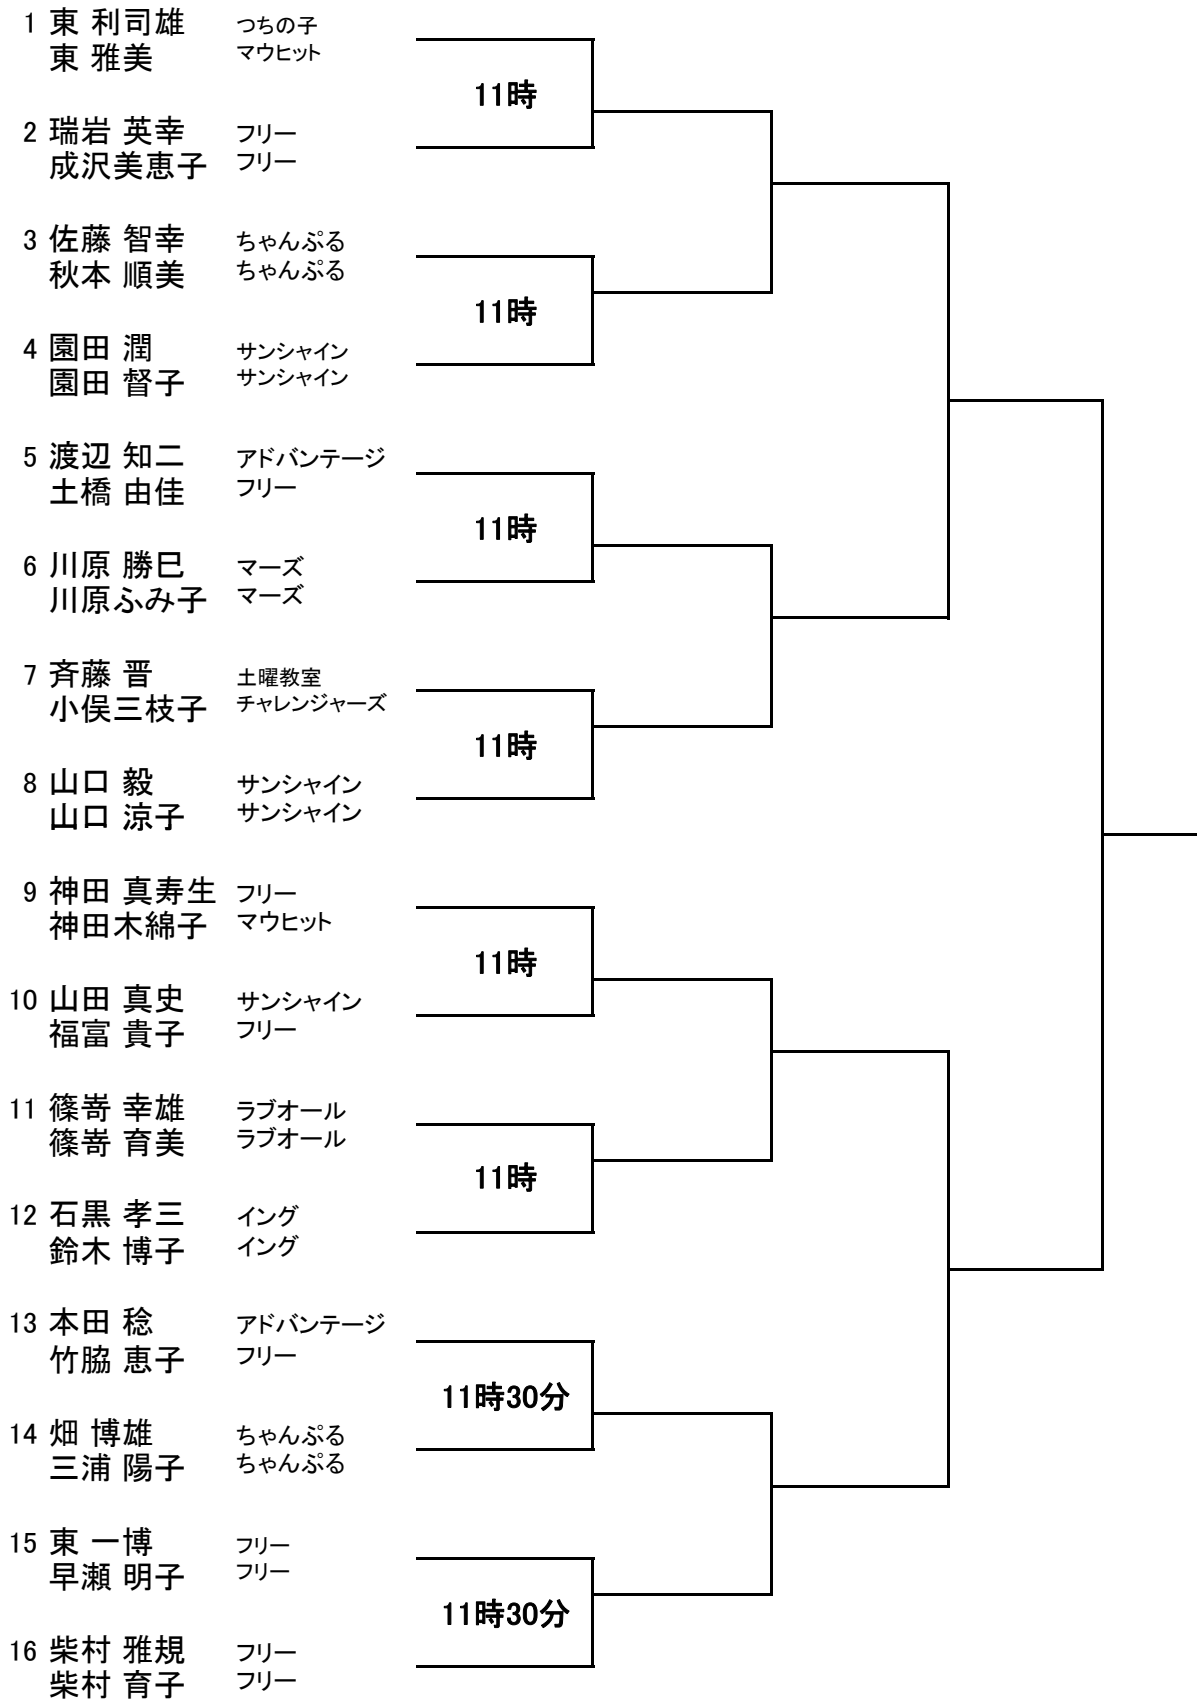 1 東 利司雄 つちの子
東 雅美 マウヒット
11時
2 瑞岩 英幸 フリー
成沢美恵子 フリー
3 佐藤 智幸 ちゃんぷる
秋本 順美 ちゃんぷる
11時
4 園田 潤 サンシャイン
園田 督子 サンシャイン
5 渡辺 知二 アドバンテージ
土橋 由佳 フリー
11時
6 川原 勝巳 マーズ
川原ふみ子 マーズ
7 斉藤 晋 土曜教室
小俣三枝子 チャレンジャーズ
11時
8 山口 毅 サンシャイン
山口 涼子 サンシャイン
9 神田 真寿生 フリー
神田木綿子 マウヒット
11時
10 山田 真史 サンシャイン
福富 貴子 フリー
11 篠嵜 幸雄 ラブオール
篠嵜 育美 ラブオール
11時
12 石黒 孝三 イング
鈴木 博子 イング
13 本田 稔 アドバンテージ
竹脇 恵子 フリー
11時30分
14 畑 博雄 ちゃんぷる
三浦 陽子 ちゃんぷる
15 東 一博 フリー
早瀬 明子 フリー
11時30分
16 柴村 雅規 フリー
柴村 育子 フリー